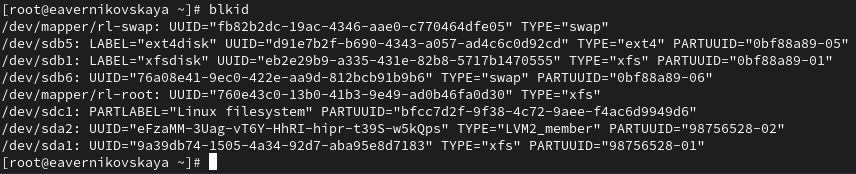 [root@eavernikovskaya ~]# blkid
/dev/mapper/rl-swap: UUID="fb82b2dc-19ac-4346-aae0-c770464dfe05" TYPE="swap"
/dev/sdb5: LABEL="ext4disk" UUID="d91e7b2f-b690-4343-a057-ad4c6c0d92cd" TYPE="ext4" PARTUUID="0bf88a89-05"
/dev/sdb1: LABEL="xfsdisk" UUID="eb2e29b9-a335-431e-82b8-5717b1470555" TYPE="xfs" PARTUUID="0bf88a89-01"
/dev/sdb6: UUID="76a08e41-9ec0-422e-aa9d-812bcb91b9b6" TYPE="swap" PARTUUID="0bf88a89-06"
/dev/mapper/rl-root: UUID="760e43c0-13b0-41b3-9e49-ad0b46fa0d30" TYPE="xfs"
/dev/sdc1: PARTLABEL="Linux filesystem" PARTUUID="bfcc7d2f-9f38-4c72-9aee-f4ac6d9949d6"
/dev/sda2: UUID="eFzaMM-3Uag-vT6Y-HhRI-hipr-t39S-w5kQps" TYPE="LVM2_member" PARTUUID="98756528-02"
/dev/sda1: UUID="9a39db74-1505-4a34-92d7-aba95e8d7183" TYPE="xfs" PARTUUID="98756528-01"
[root@eavernikovskaya ~]#